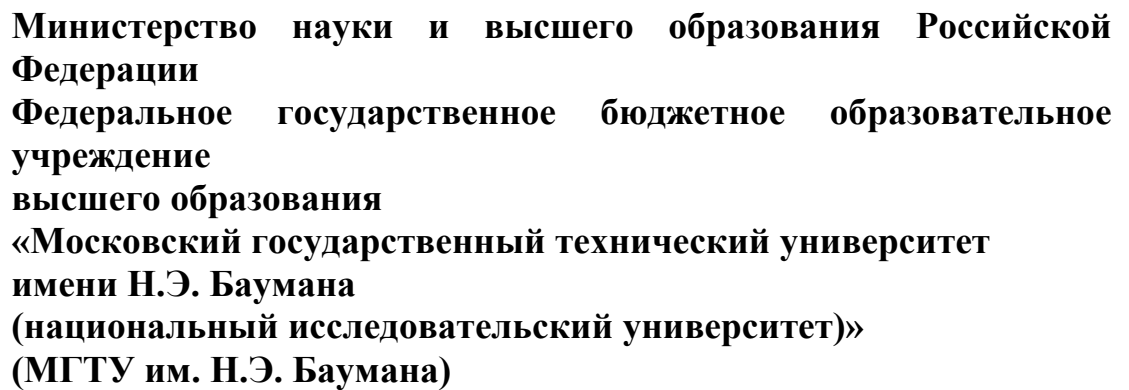 Министерство науки и высшего образования Российской
Федерации
Федеральное государственное бюджетное образовательное
учреждение
высшего образования
«Московский государственный технический университет
имени Н.Э. Баумана
(национальный исследовательский университет)»
(МГТУ им. Н.Э. Баумана)